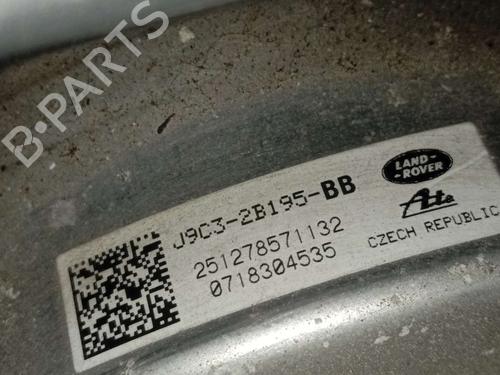 B-PARTS
LAND-
-ROVER
J9C3-2B195-BB
Ate
251278571132
CZECH REPUBLIC
0718304535